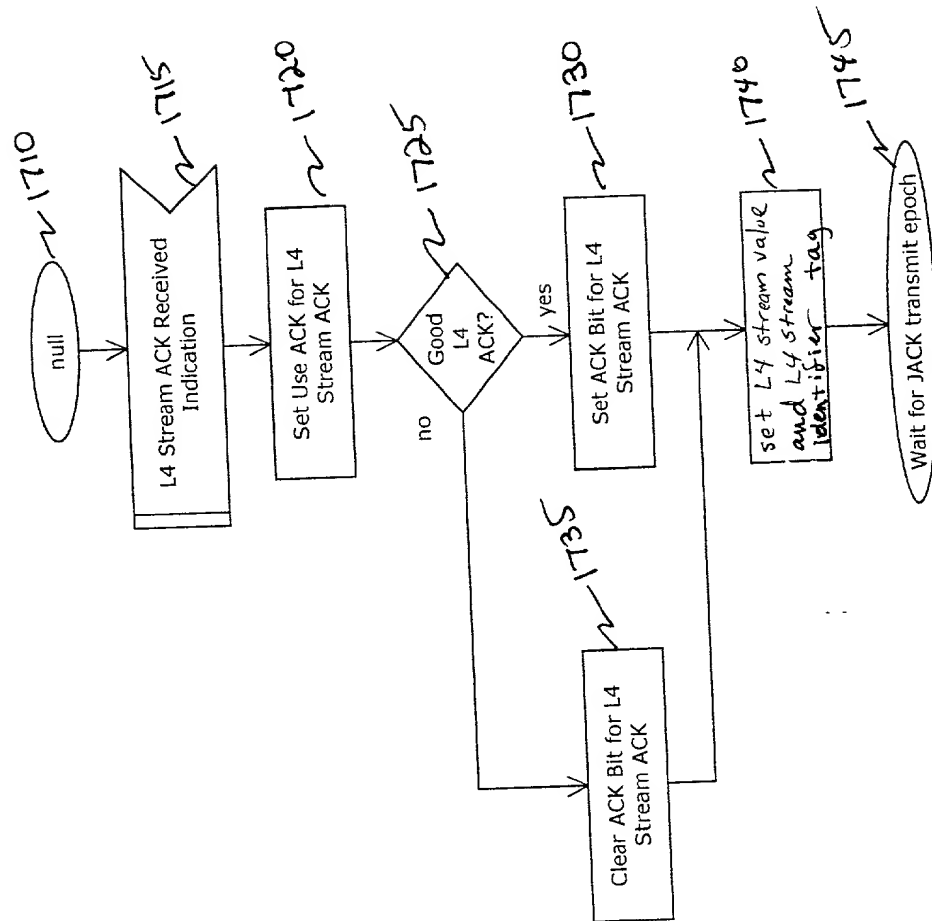 null
1710
L4 Stream ACK Received
Indication
1715
Set Use ACK for L4
Stream ACK
1720
Good
L4
ACK?
1725
no
yes
Set ACK Bit for L4
Stream ACK
1730
Clear ACK Bit for L4
Stream ACK
1735
set L4 stream value
and L4 stream
identifier tag
1740
Wait for JACK transmit epoch
1745